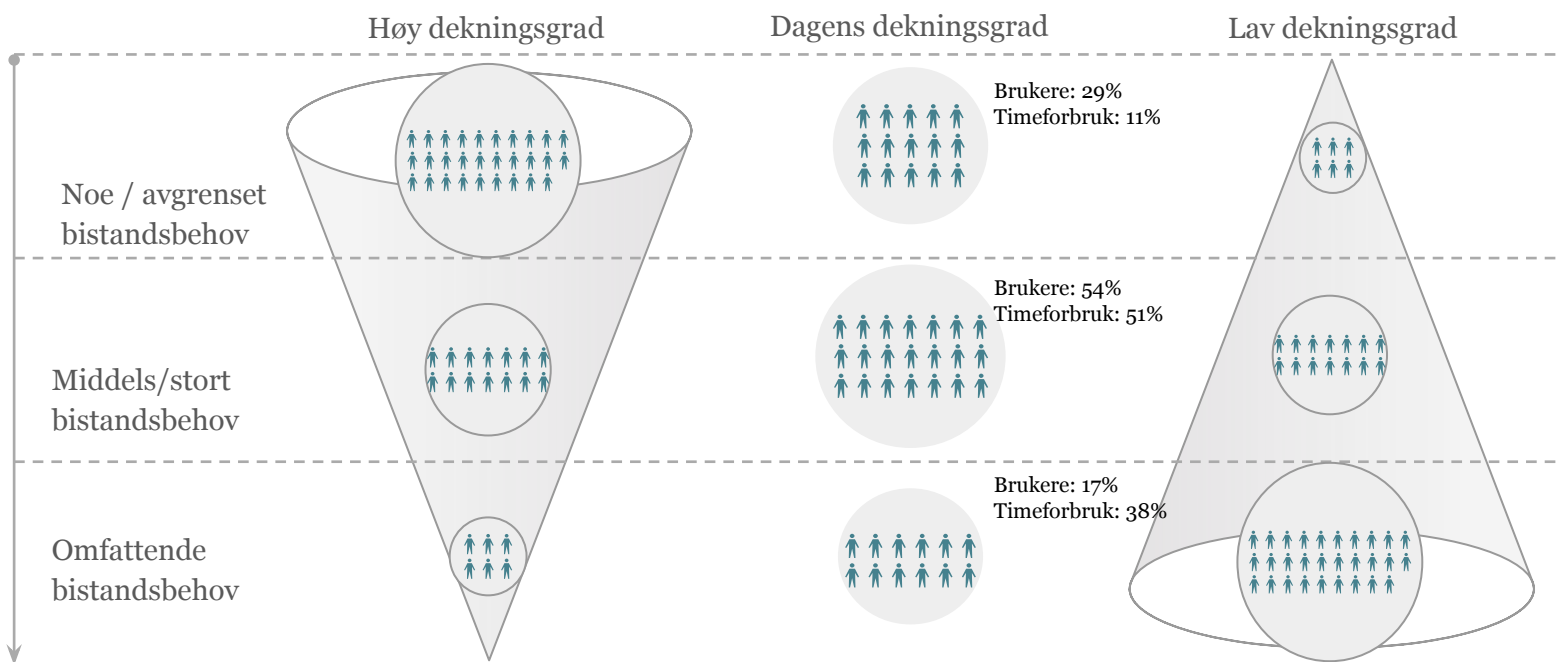 Høy dekningsgrad
Dagens dekningsgrad
Lav dekningsgrad
Noe / avgrenset
bistandsbehov
Brukere: 29%
Timeforbruk: 11%
Middels/stort
bistandsbehov
Brukere: 54%
Timeforbruk: 51%
Omfattende
bistandsbehov
Brukere: 17%
Timeforbruk: 38%